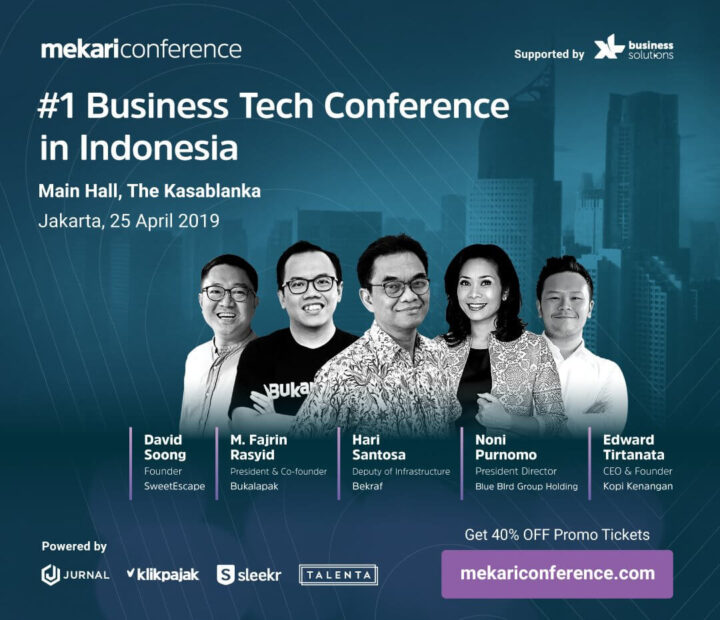 mekariconference
Supported by
XL business
solutions
#1 Business Tech Conference
in Indonesia
Main Hall, The Kasablanka
Jakarta, 25 April 2019
Bukal
David
Soong
Founder
SweetEscape
M. Fajrin
Rasyid
President & Co-founder
Bukalapak
Hari
Santosa
Deputy of Infrastructure
Bekraf
Noni
Purnomo
President Director
Blue BIrd Group Holding
Edward
Tirtanata
CEO & Founder
Kopi Kenangan
Powered by
JURNAL
klikpajak
S sleekr
TALENTA
Get 40% OFF Promo Tickets
mekariconference.com